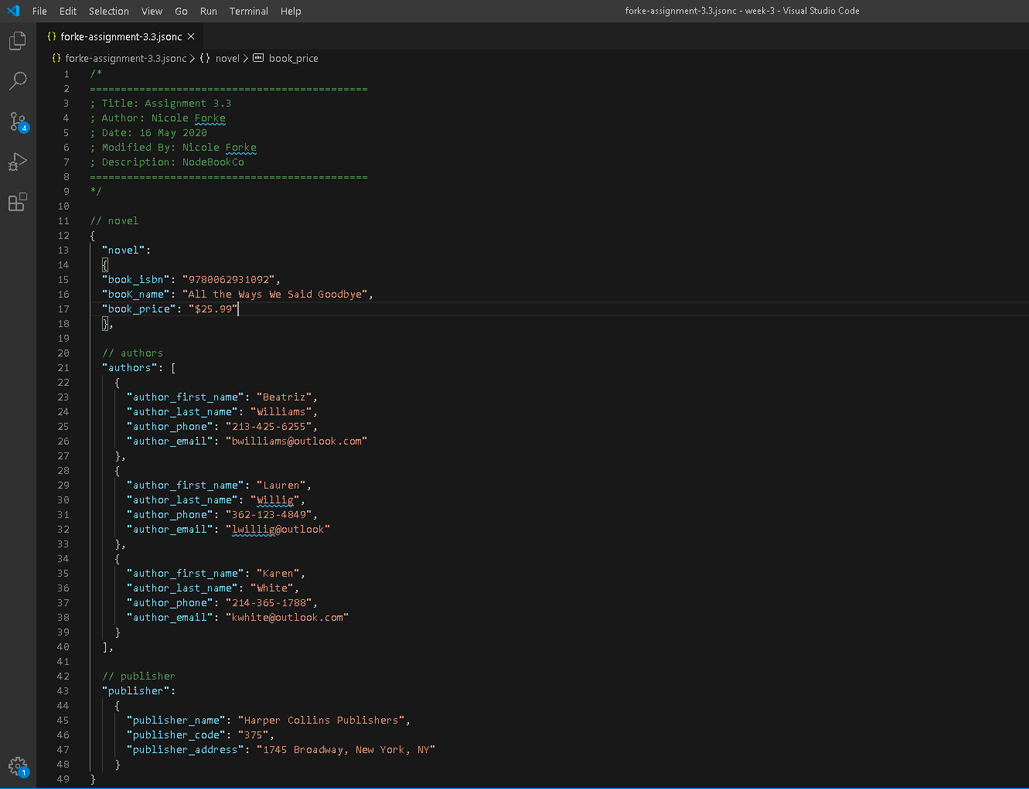 File Edit Selection View Go Run Terminal Help forke-assignment-3.3.jsonc - week-3 - Visual Studio Code
{} forke-assignment-3.3.jsonc ×
{} forke-assignment-3.3.jsonc > {} novel > book_price
1 /*
2 =============================================
3 ; Title: Assignment 3.3
4 ; Author: Nicole Forke
5 ; Date: 16 May 2020
6 ; Modified By: Nicole Forke
7 ; Description: NodeBookCo
8 =============================================
9 */
10
11 // novel
12 {
13 "novel":
14 {
15 "book_isbn": "9780062931092",
16 "booK_name": "All the Ways We Said Goodbye",
17 "book_price": "$25.99"
18 },
19
20 // authors
21 "authors": [
22 {
23 "author_first_name": "Beatriz",
24 "author_last_name": "Williams",
25 "author_phone": "213-425-6255",
26 "author_email": "bwilliams@outlook.com"
27 },
28 {
29 "author_first_name": "Lauren",
30 "author_last_name": "Willig",
31 "author_phone": "362-123-4849",
32 "author_email": "lwillig@outlook"
33 },
34 {
35 "author_first_name": "Karen",
36 "author_last_name": "White",
37 "author_phone": "214-365-1788",
38 "author_email": "kwhite@outlook.com"
39 }
40 ],
41
42 // publisher
43 "publisher":
44 {
45 "publisher_name": "Harper Collins Publishers",
46 "publisher_code": "375",
47 "publisher_address": "1745 Broadway, New York, NY"
48 }
49 }
4
1